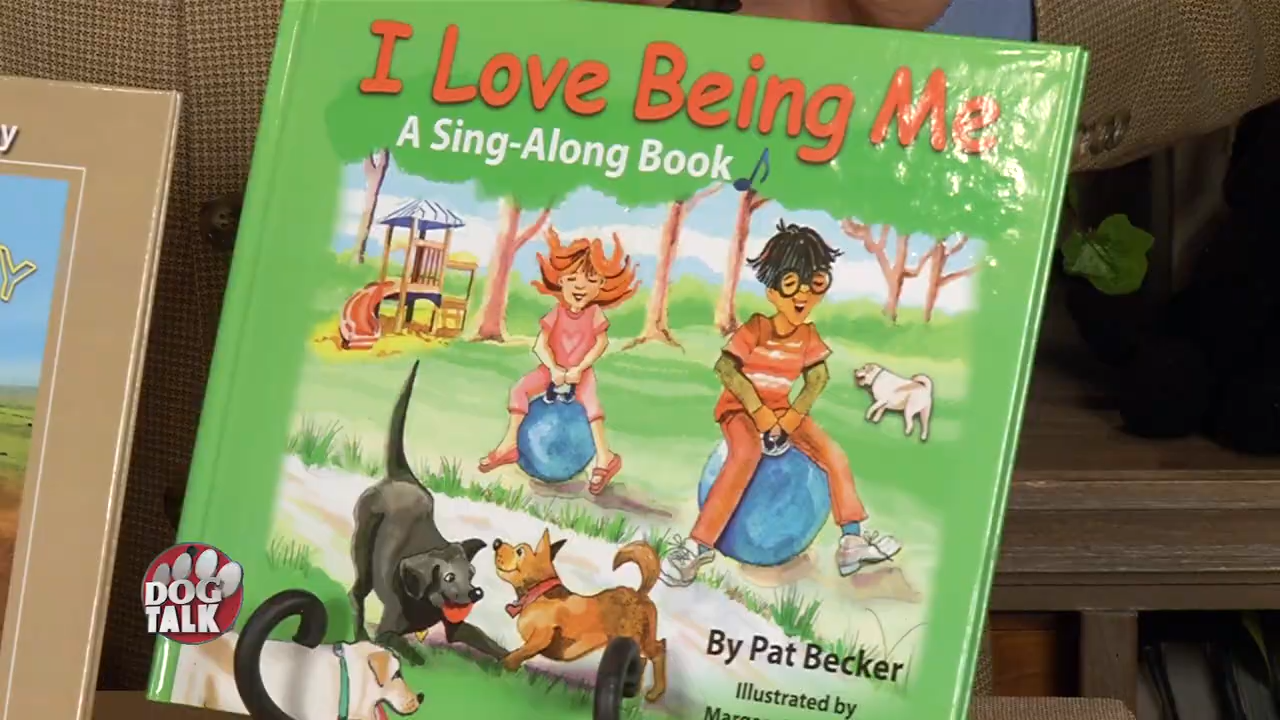 I Love Being Me
A Sing-Along Book
By Pat Becker
Illustrated by
DOG
TALK